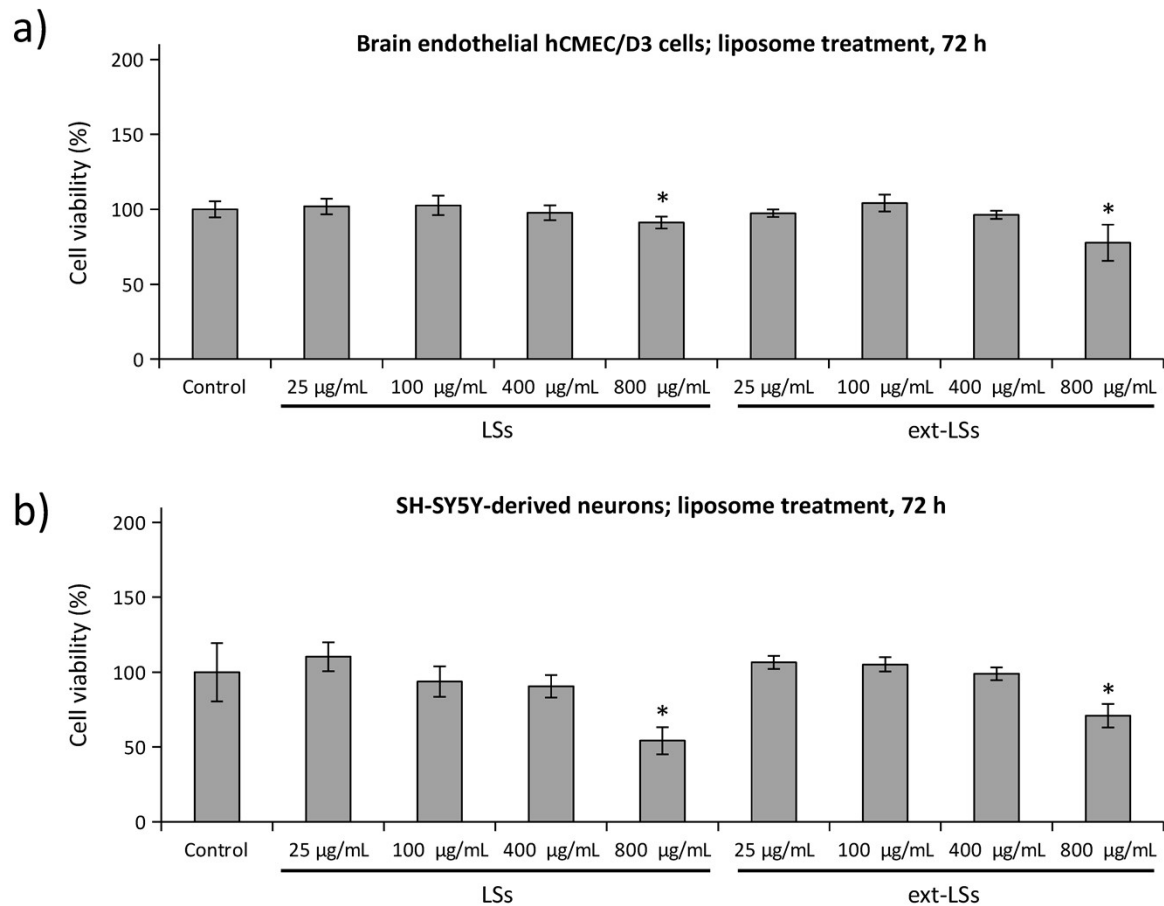 a)
Brain endothelial hCMEC/D3 cells; liposome treatment, 72 h
Cell viability (%)
200
150
100
50
0
*
*
Control 25 µg/mL 100 µg/mL 400 µg/mL 800 µg/mL 25 µg/mL 100 µg/mL 400 µg/mL 800 µg/mL
LSs ext-LSs
b)
SH-SY5Y-derived neurons; liposome treatment, 72 h
Cell viability (%)
200
150
100
50
0
*
*
Control 25 µg/mL 100 µg/mL 400 µg/mL 800 µg/mL 25 µg/mL 100 µg/mL 400 µg/mL 800 µg/mL
LSs ext-LSs